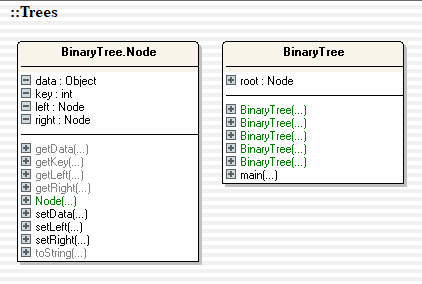 ::Trees
BinaryTree.Node
data : Object
key : int
left : Node
right : Node
getData(...)
getKey(...)
getLeft(...)
getRight(...)
Node(...)
setData(...)
setLeft(...)
setRight(...)
toString(...)
BinaryTree
root : Node
BinaryTree(...)
BinaryTree(...)
BinaryTree(...)
BinaryTree(...)
BinaryTree(...)
main(...)